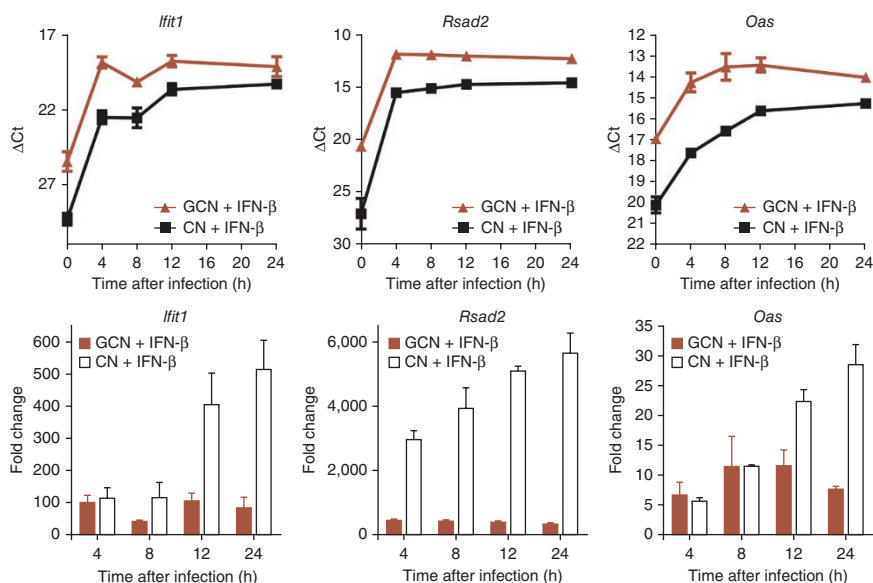 Ifit1
17
22
27
ΔCt
GCN + IFN-β
CN + IFN-β
0 4 8 12 16 20 24
Time after infection (h)
Rsad2
10
15
20
25
30
ΔCt
GCN + IFN-β
CN + IFN-β
0 4 8 12 16 20 24
Time after infection (h)
Oas
12
13
14
15
16
17
18
19
20
21
22
ΔCt
GCN + IFN-β
CN + IFN-β
0 4 8 12 16 20 24
Time after infection (h)
Ifit1
600
500
400
300
200
100
0
Fold change
GCN + IFN-β
CN + IFN-β
4 8 12 24
Time after infection (h)
Rsad2
6,000
4,000
2,000
0
Fold change
GCN + IFN-β
CN + IFN-β
4 8 12 24
Time after infection (h)
Oas
35
30
25
20
15
10
5
0
Fold change
GCN + IFN-β
CN + IFN-β
4 8 12 24
Time after infection (h)